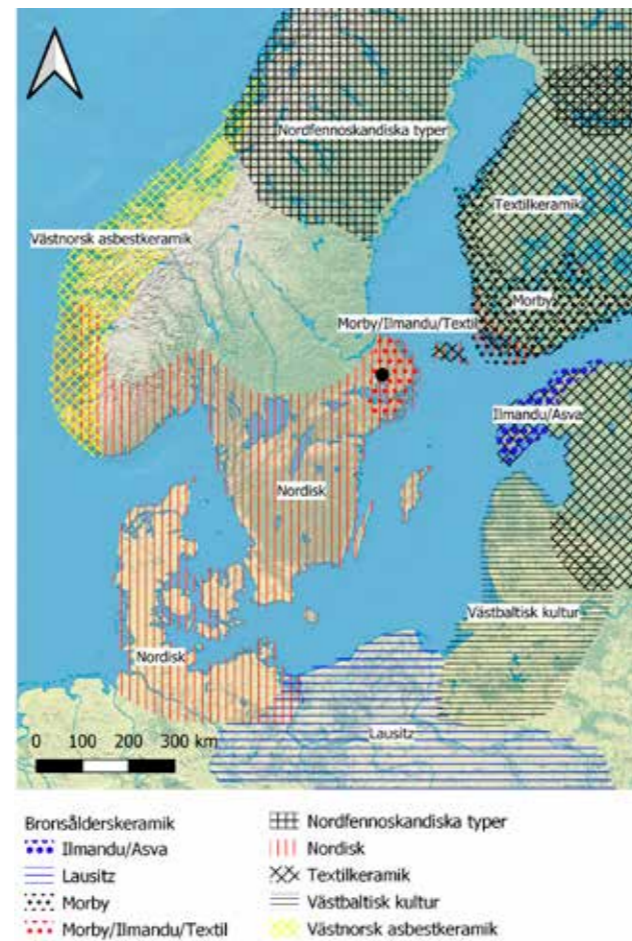 Nordfennoskandiska typer
Textilkeramik
Västnorsk asbestkeramik
Morby
Morby/Ilmandu/Textil
Ilmandu/Asva
Nordisk
Västbaltisk kultur
Nordisk
Lausitz
0 100 200 300 km
Bronsålderskeramik
Ilmandu/Asva
Lausitz
Morby
Morby/Ilmandu/Textil
Nordfennoskandiska typer
Nordisk
Textilkeramik
Västbaltisk kultur
Västnorsk asbestkeramik